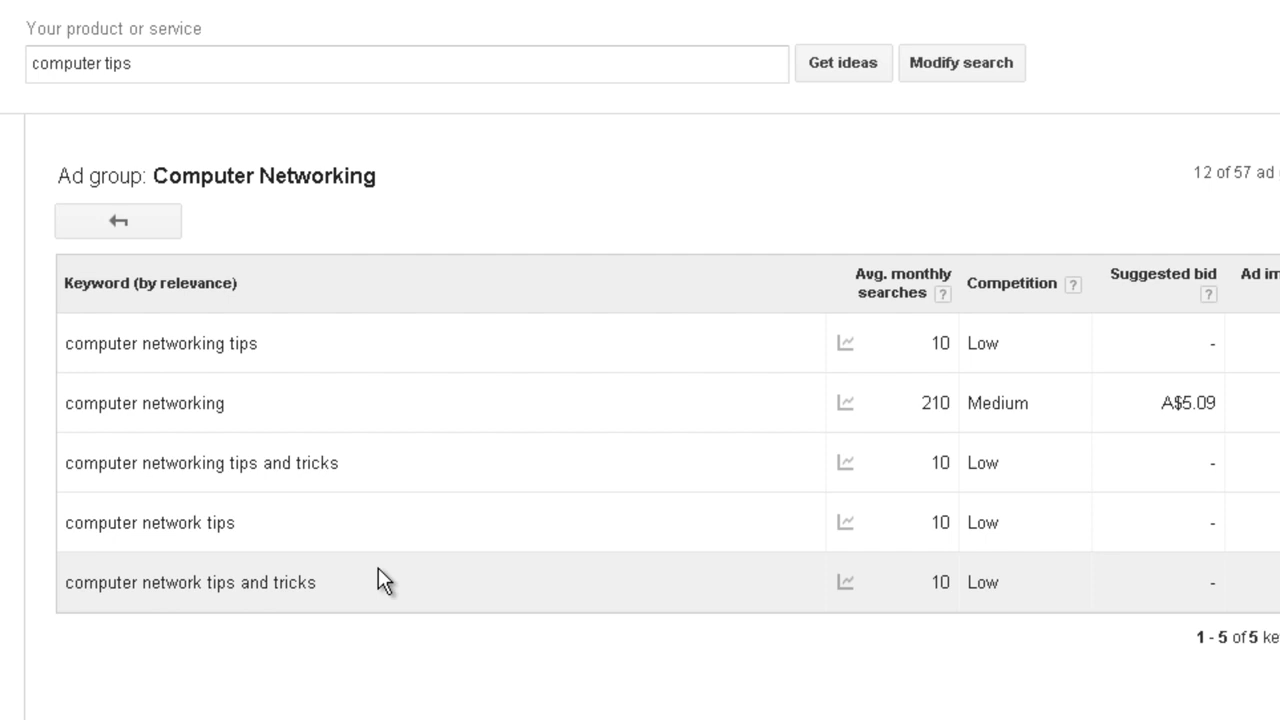 Your product or service
computer tips
Get ideas
Modify search
Ad group: Computer Networking
12 of 57 ad
Keyword (by relevance)
Avg. monthly searches ?
Competition ?
Suggested bid ?
Ad im
computer networking tips 10 Low -
computer networking 210 Medium A$5.09
computer networking tips and tricks 10 Low -
computer network tips 10 Low -
computer network tips and tricks 10 Low -
1 - 5 of 5 ke